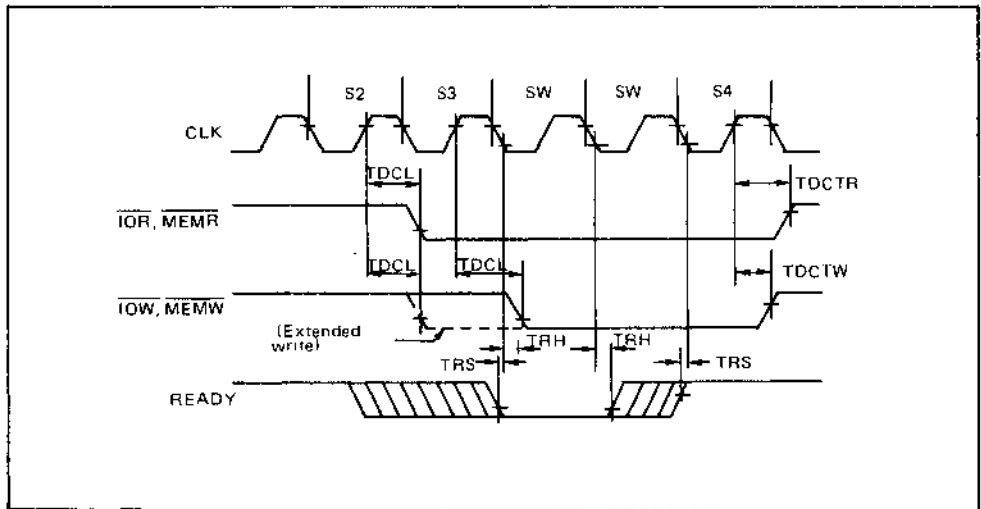 S2 S3 SW SW S4
CLK
TDCL TDCTR
IOR, MEMR
TDCL TDCL TDCTW
IOW, MEMW
(Extended
write)
TRH TRH
TRS TRS
READY